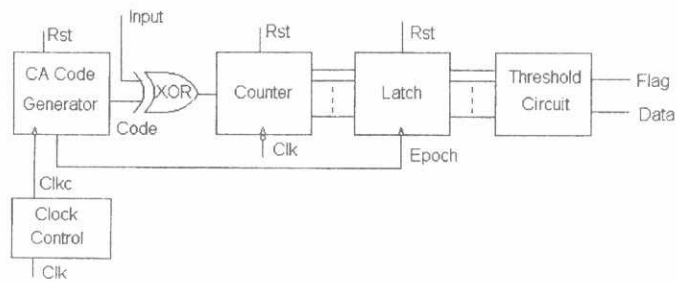 Input
Rst
Rst
Rst
CA Code
Generator
XOR
Counter
Latch
Threshold
Circuit
Flag
Data
Code
Clk
Epoch
Clkc
Clock
Control
Clk